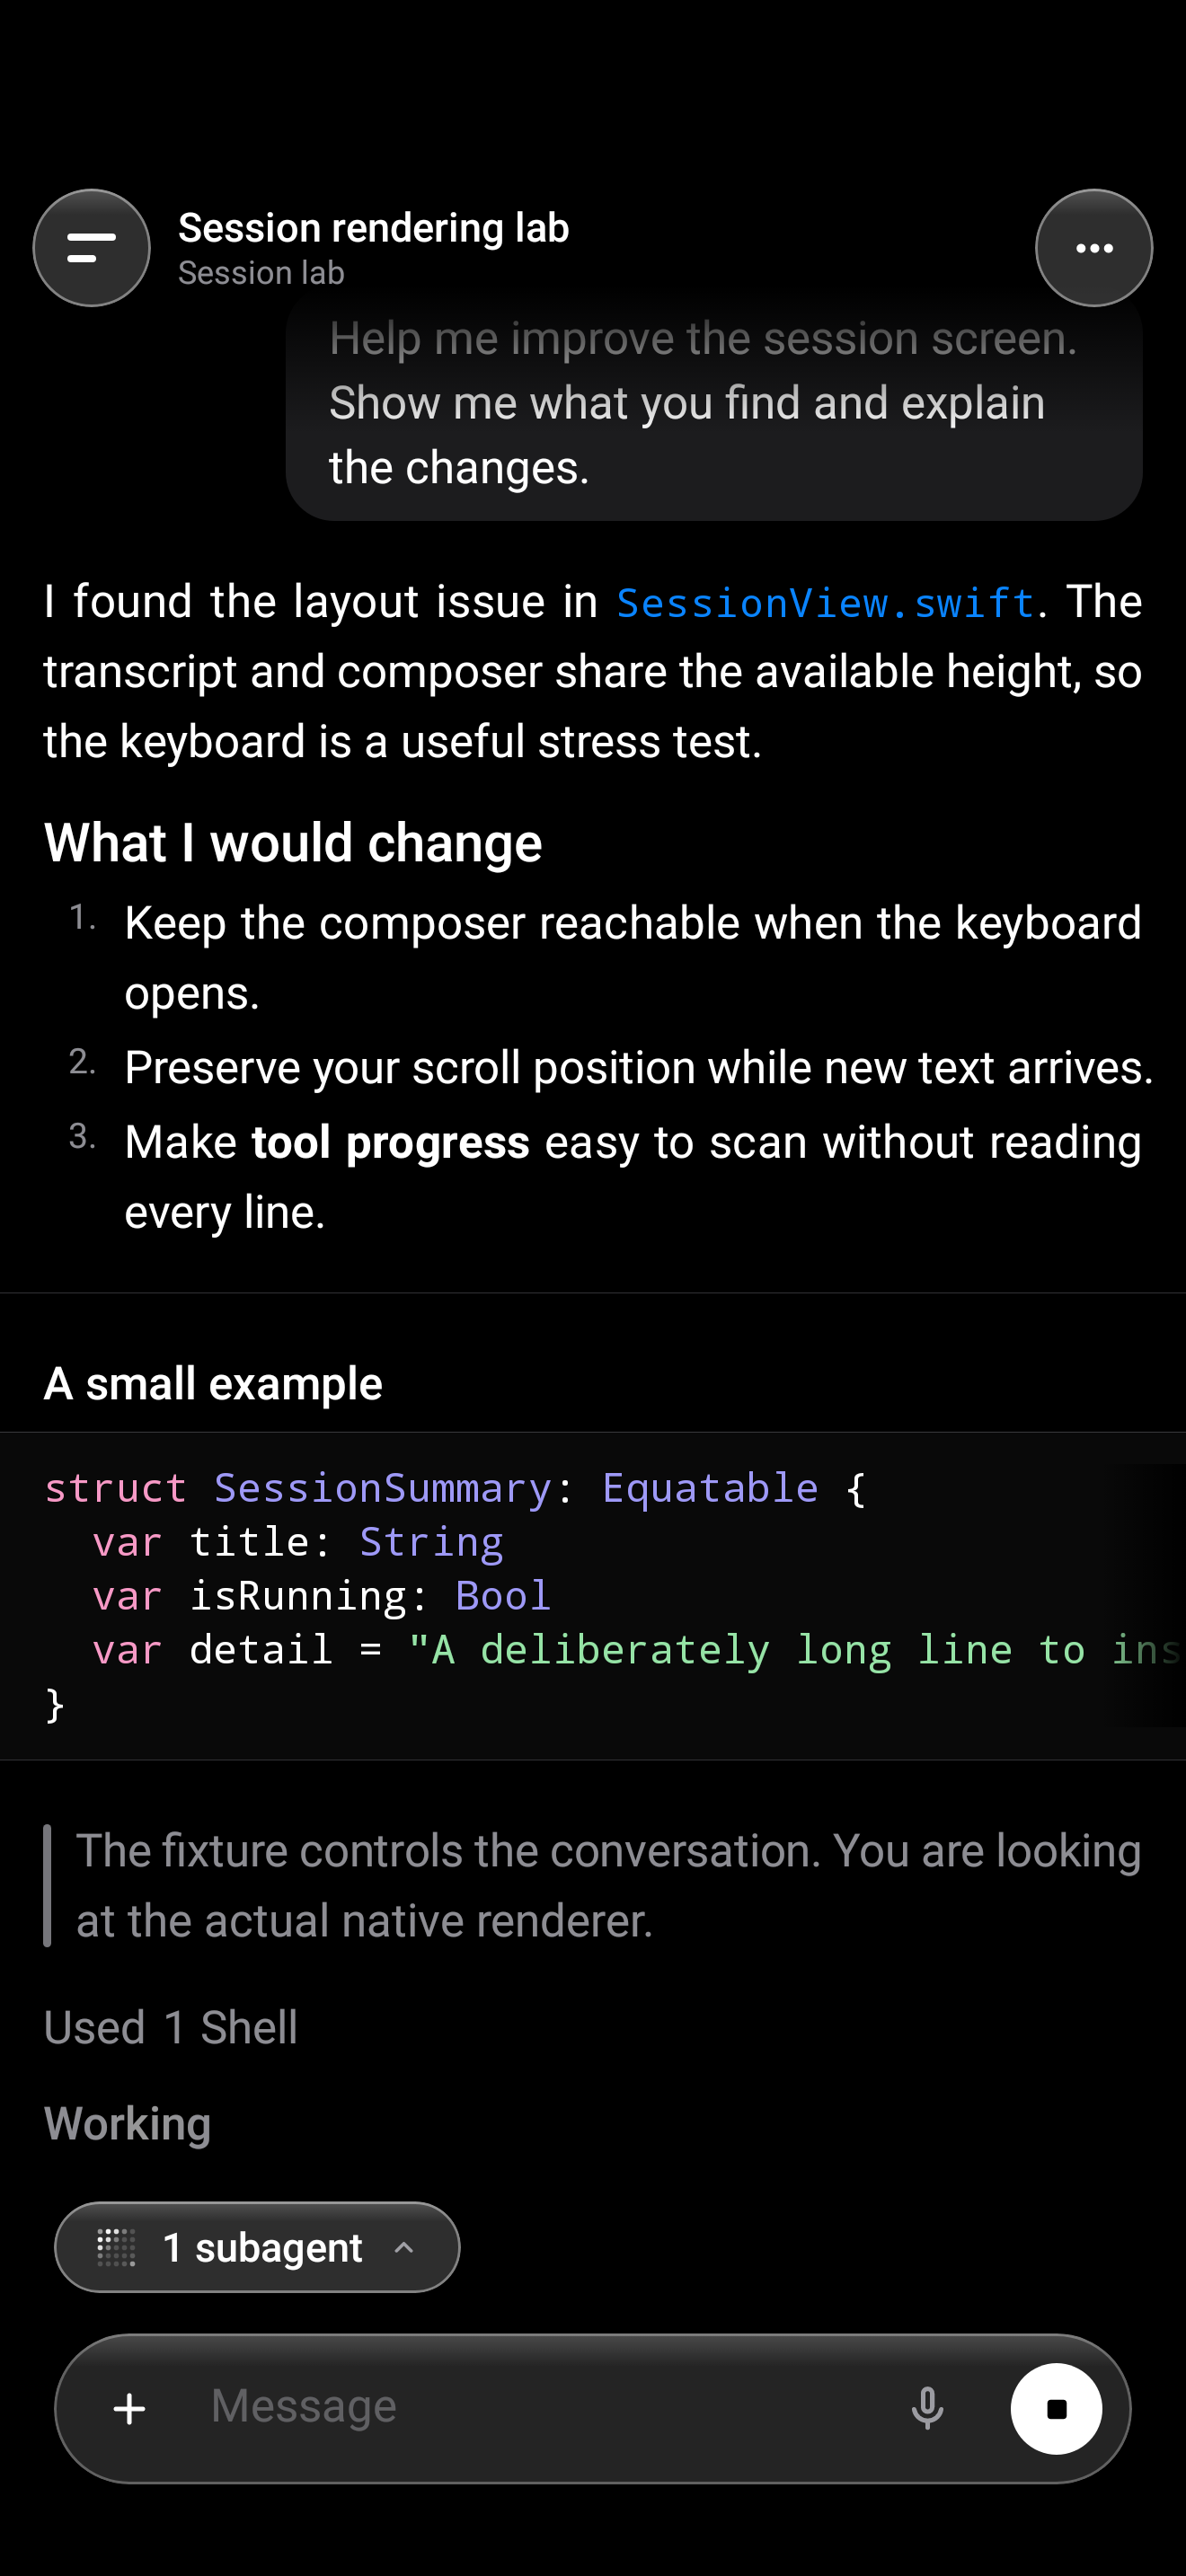 Session rendering lab
Session lab
Help me improve the session screen.
Show me what you find and explain
the changes.
I found the layout issue in SessionView.swift. The
transcript and composer share the available height, so
the keyboard is a useful stress test.
What I would change
1. Keep the composer reachable when the keyboard
opens.
2. Preserve your scroll position while new text arrives.
3. Make tool progress easy to scan without reading
every line.
A small example
struct SessionSummary: Equatable {
  var title: String
  var isRunning: Bool
  var detail = "A deliberately long line to ins
}
The fixture controls the conversation. You are looking
at the actual native renderer.
Used 1 Shell
Working
1 subagent
Message